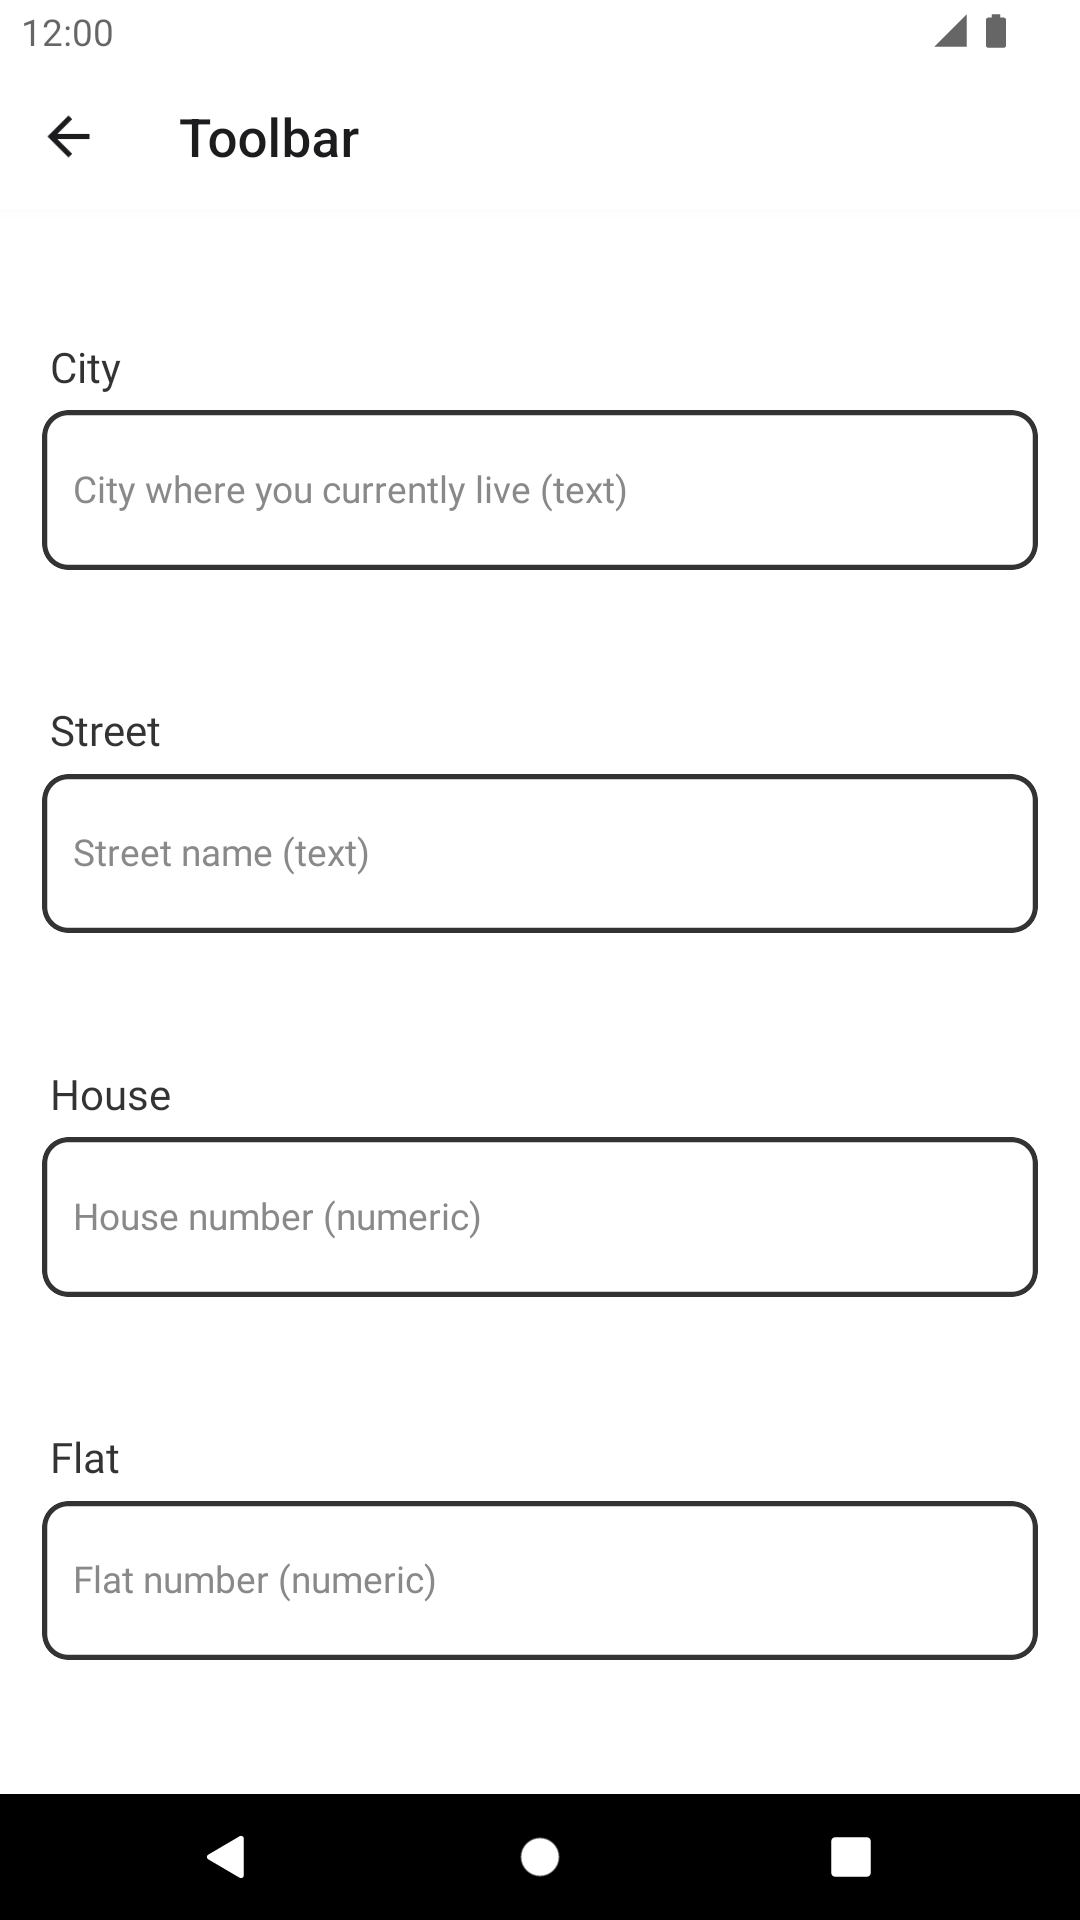 12:00
Toolbar
City
City where you currently live (text)
Street
Street name (text)
House
House number (numeric)
Flat
Flat number (numeric)